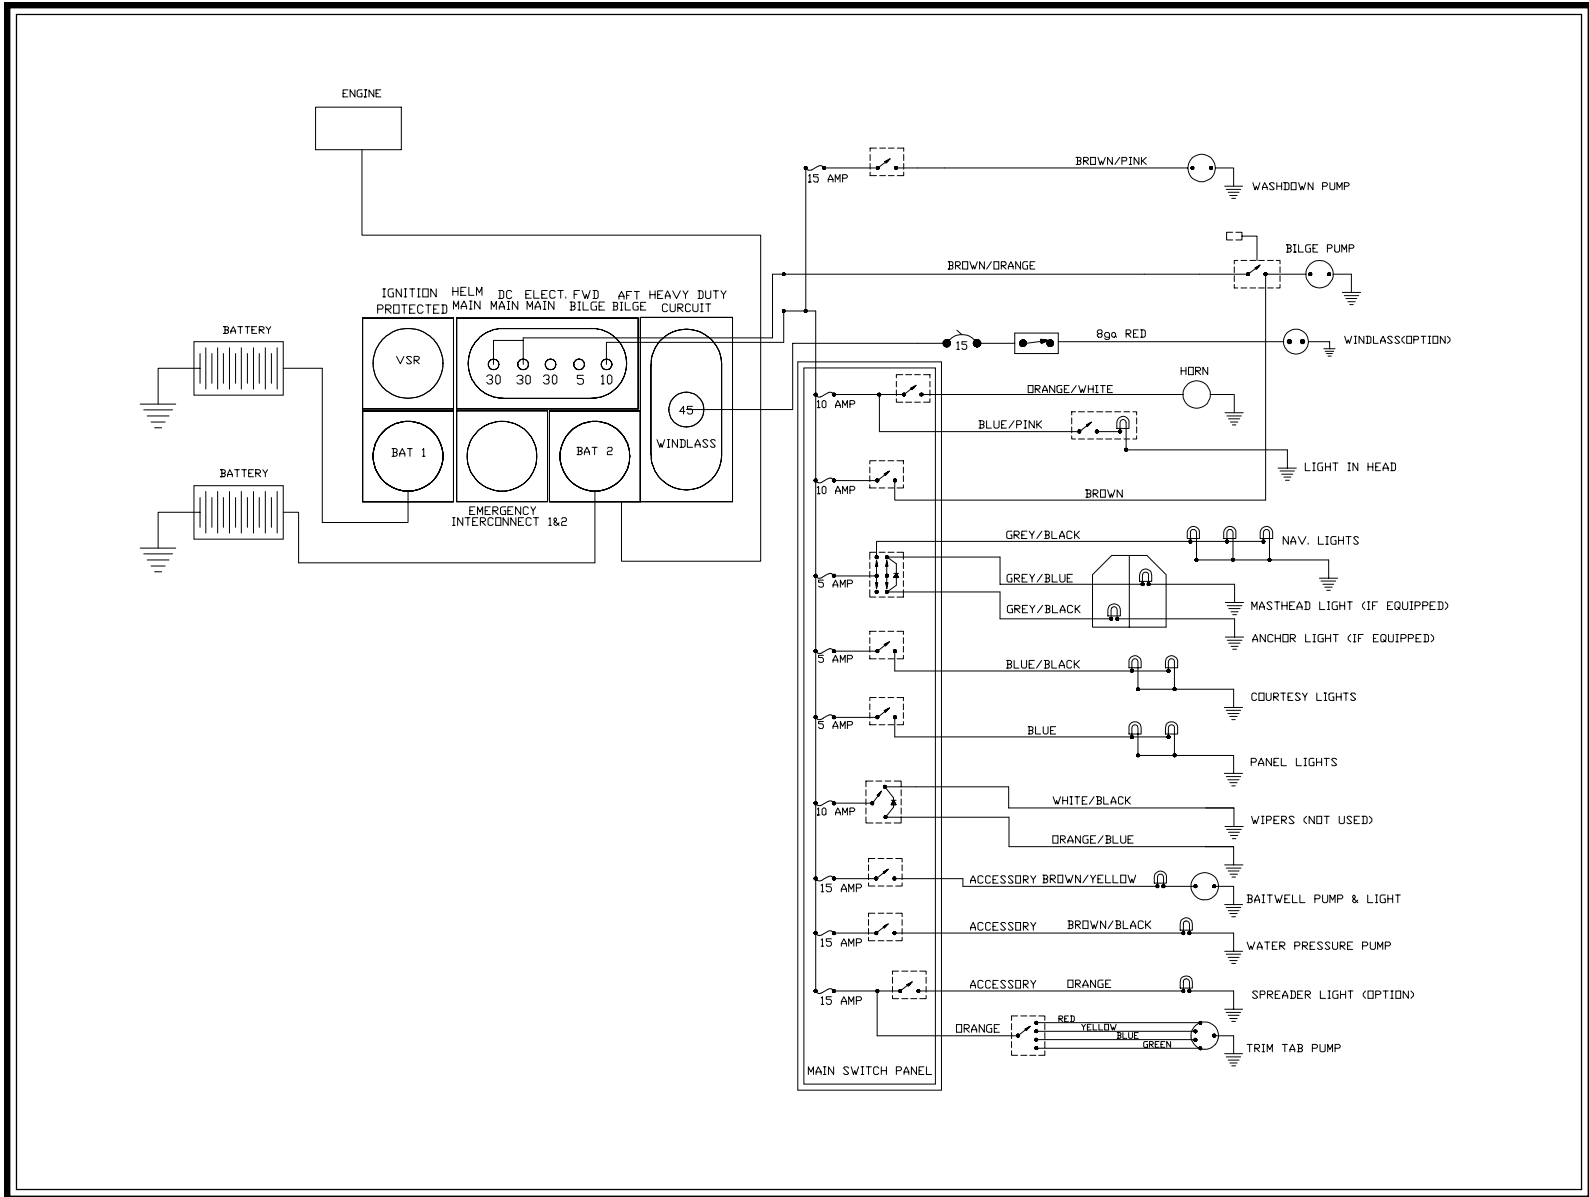 ENGINE
BROWN/PINK
15 AMP
WASHDOWN PUMP
BILGE PUMP
BROWN/ORANGE
IGNITION
PROTECTED
HELM
MAIN
DC
MAIN
ELECT.
MAIN
FWD
BILGE
AFT
BILGE
HEAVY DUTY
CURCUIT
BATTERY
VSR
30 30 30 5 10
45
WINDLASS
BAT 1
BAT 2
EMERGENCY
INTERCONNECT 1&2
BATTERY
15
8ga RED
WINDLASS(OPTION)
HORN
ORANGE/WHITE
10 AMP
BLUE/PINK
LIGHT IN HEAD
10 AMP
BROWN
GREY/BLACK
NAV. LIGHTS
5 AMP
GREY/BLUE
MASTHEAD LIGHT (IF EQUIPPED)
GREY/BLACK
ANCHOR LIGHT (IF EQUIPPED)
5 AMP
BLUE/BLACK
COURTESY LIGHTS
5 AMP
BLUE
PANEL LIGHTS
10 AMP
WHITE/BLACK
WIPERS (NOT USED)
ORANGE/BLUE
15 AMP
ACCESSORY BROWN/YELLOW
BAITWELL PUMP & LIGHT
15 AMP
ACCESSORY BROWN/BLACK
WATER PRESSURE PUMP
15 AMP
ACCESSORY ORANGE
SPREADER LIGHT (OPTION)
ORANGE
RED
YELLOW
BLUE
GREEN
TRIM TAB PUMP
MAIN SWITCH PANEL